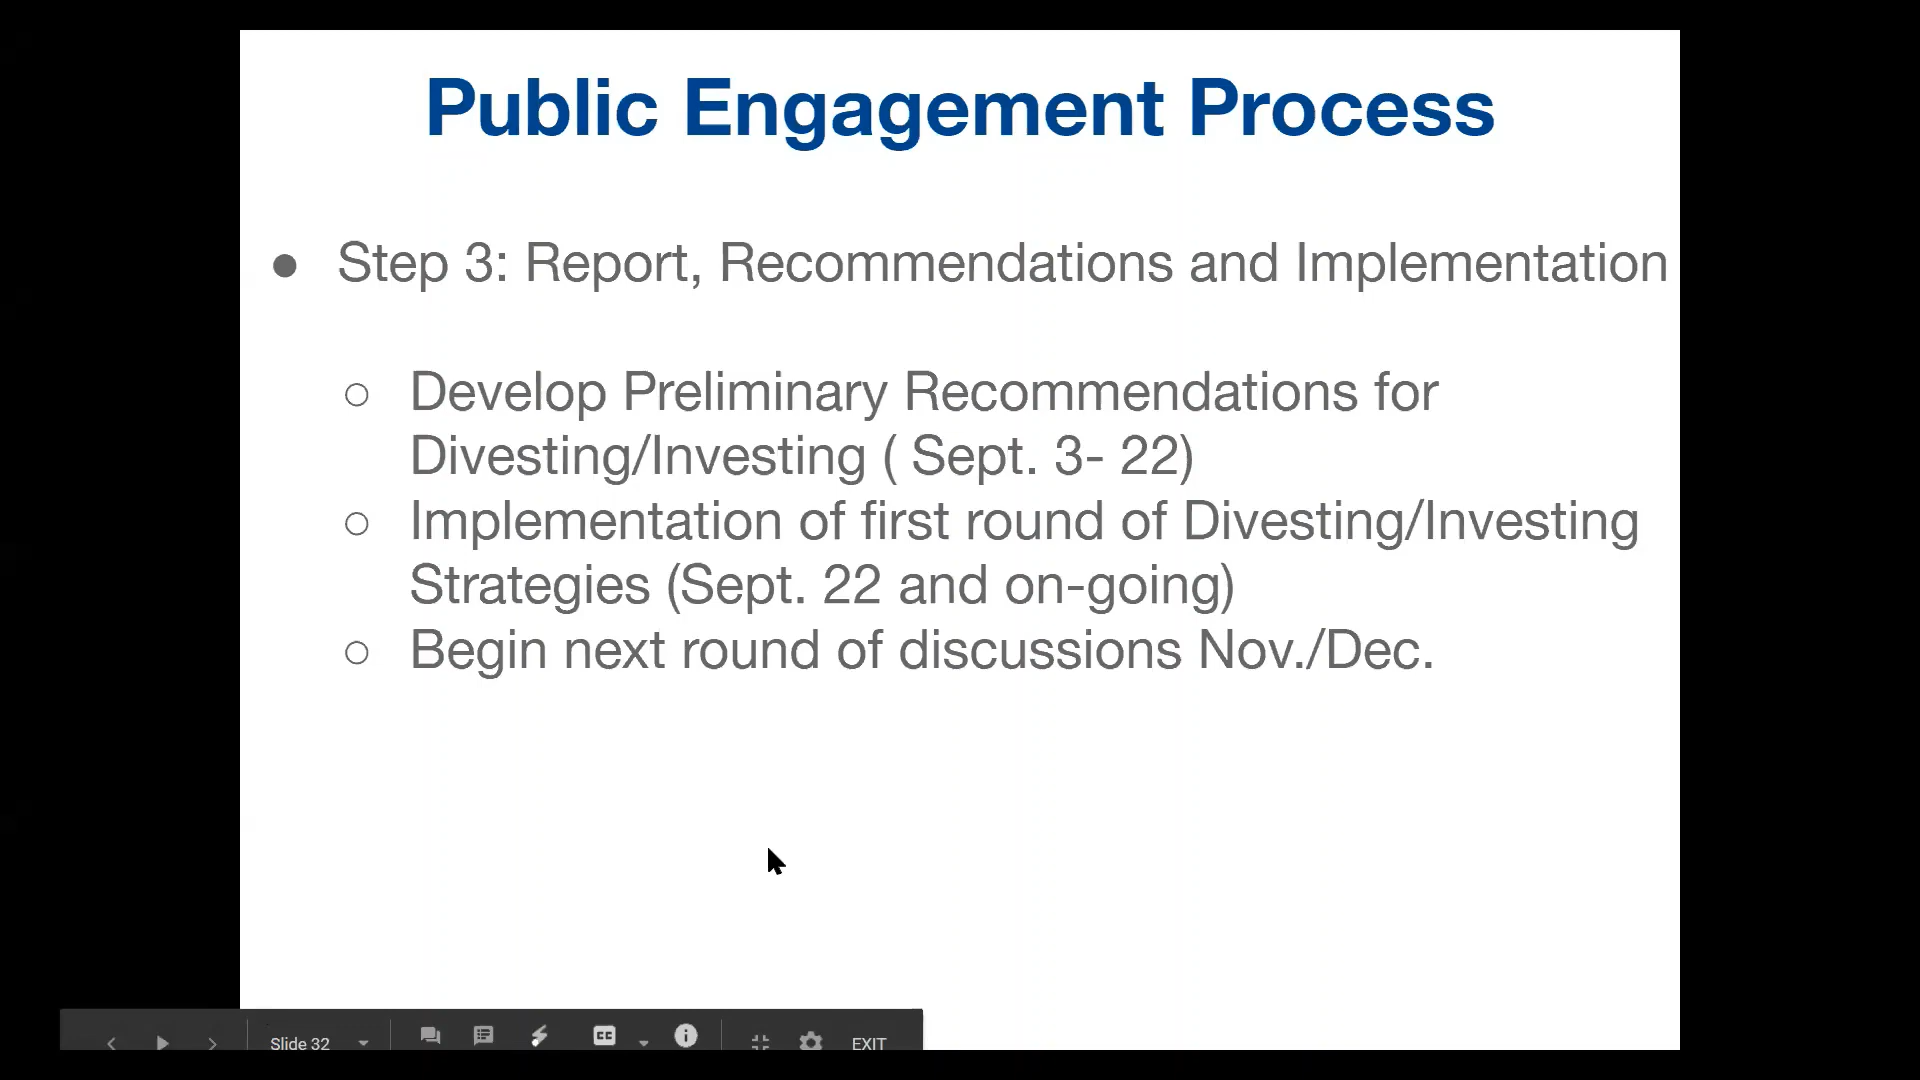 Public Engagement Process
● Step 3: Report, Recommendations and Implementation
○ Develop Preliminary Recommendations for
Divesting/Investing ( Sept. 3- 22)
○ Implementation of first round of Divesting/Investing
Strategies (Sept. 22 and on-going)
○ Begin next round of discussions Nov./Dec.
Slide 32
CC
EXIT